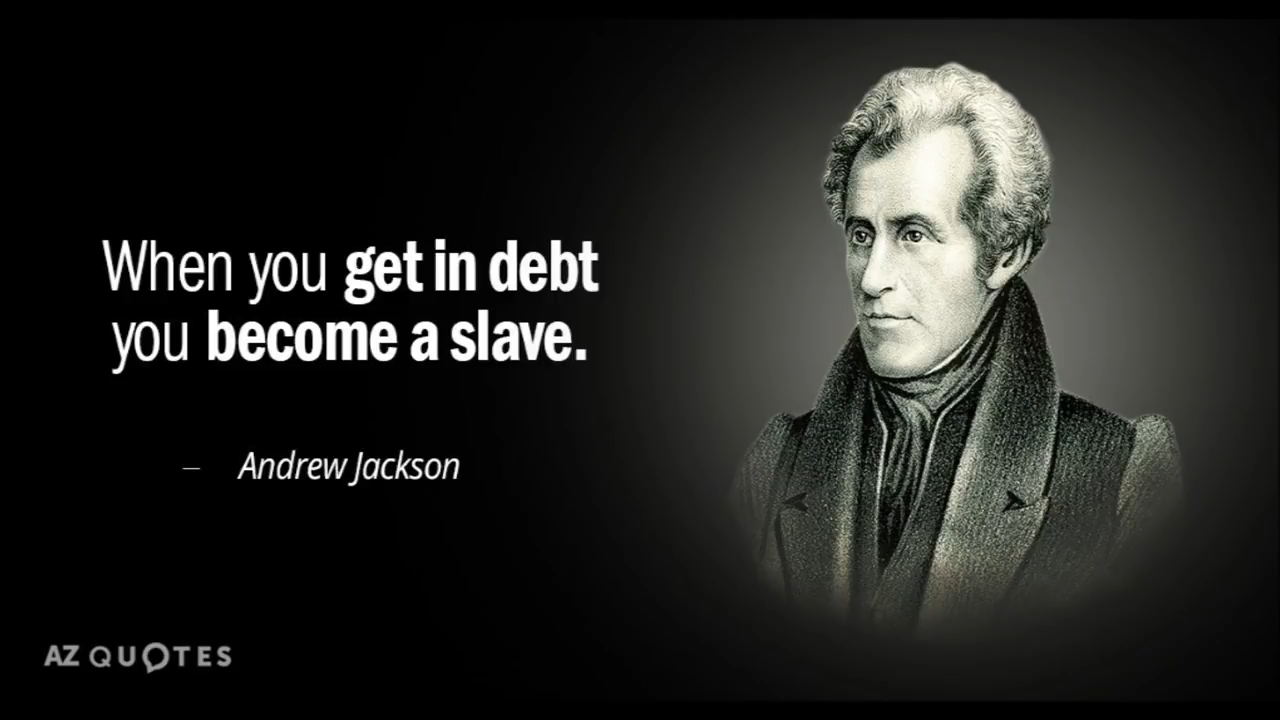 When you get in debt
you become a slave.
– Andrew Jackson
AZ QUOTES